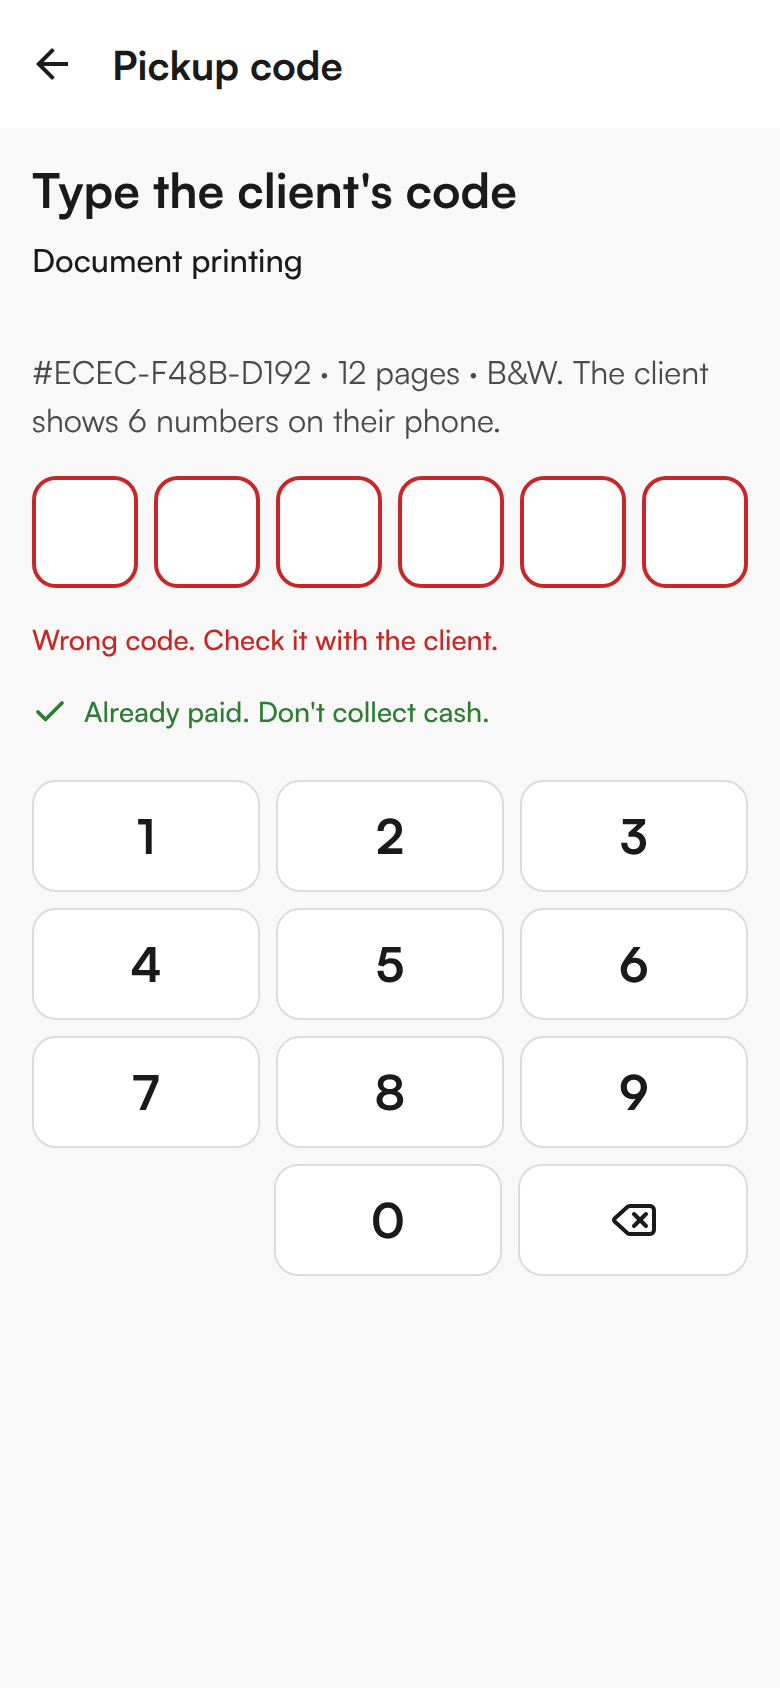 Pickup code
Type the client's code
Document printing
#ECEC-F48B-D192 • 12 pages • B&W. The client
shows 6 numbers on their phone.
Wrong code. Check it with the client.
Already paid. Don't collect cash.
1 2 3
4 5 6
7 8 9
0